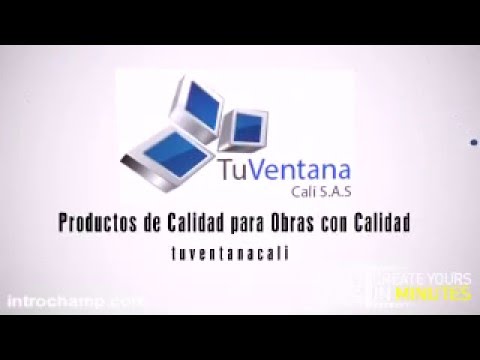 TuVentana
Cali S.A.S
Productos de Calidad para Obras con Calidad
tuventanacali
CREATE YOURS
IN MINUTES
introchamp.com